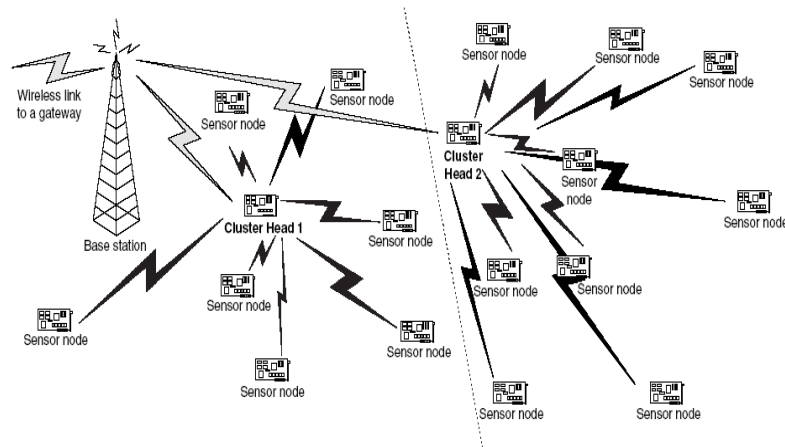 Sensor node
Sensor node
Sensor node
Wireless link
to a gateway
Sensor node
Sensor node
Cluster
Head 2
Sensor
node
Sensor node
Cluster Head 1
Base station
Sensor node
Sensor node
Sensor node
Sensor node
Sensor node
Sensor node
Sensor node
Sensor node
Sensor node
Sensor node